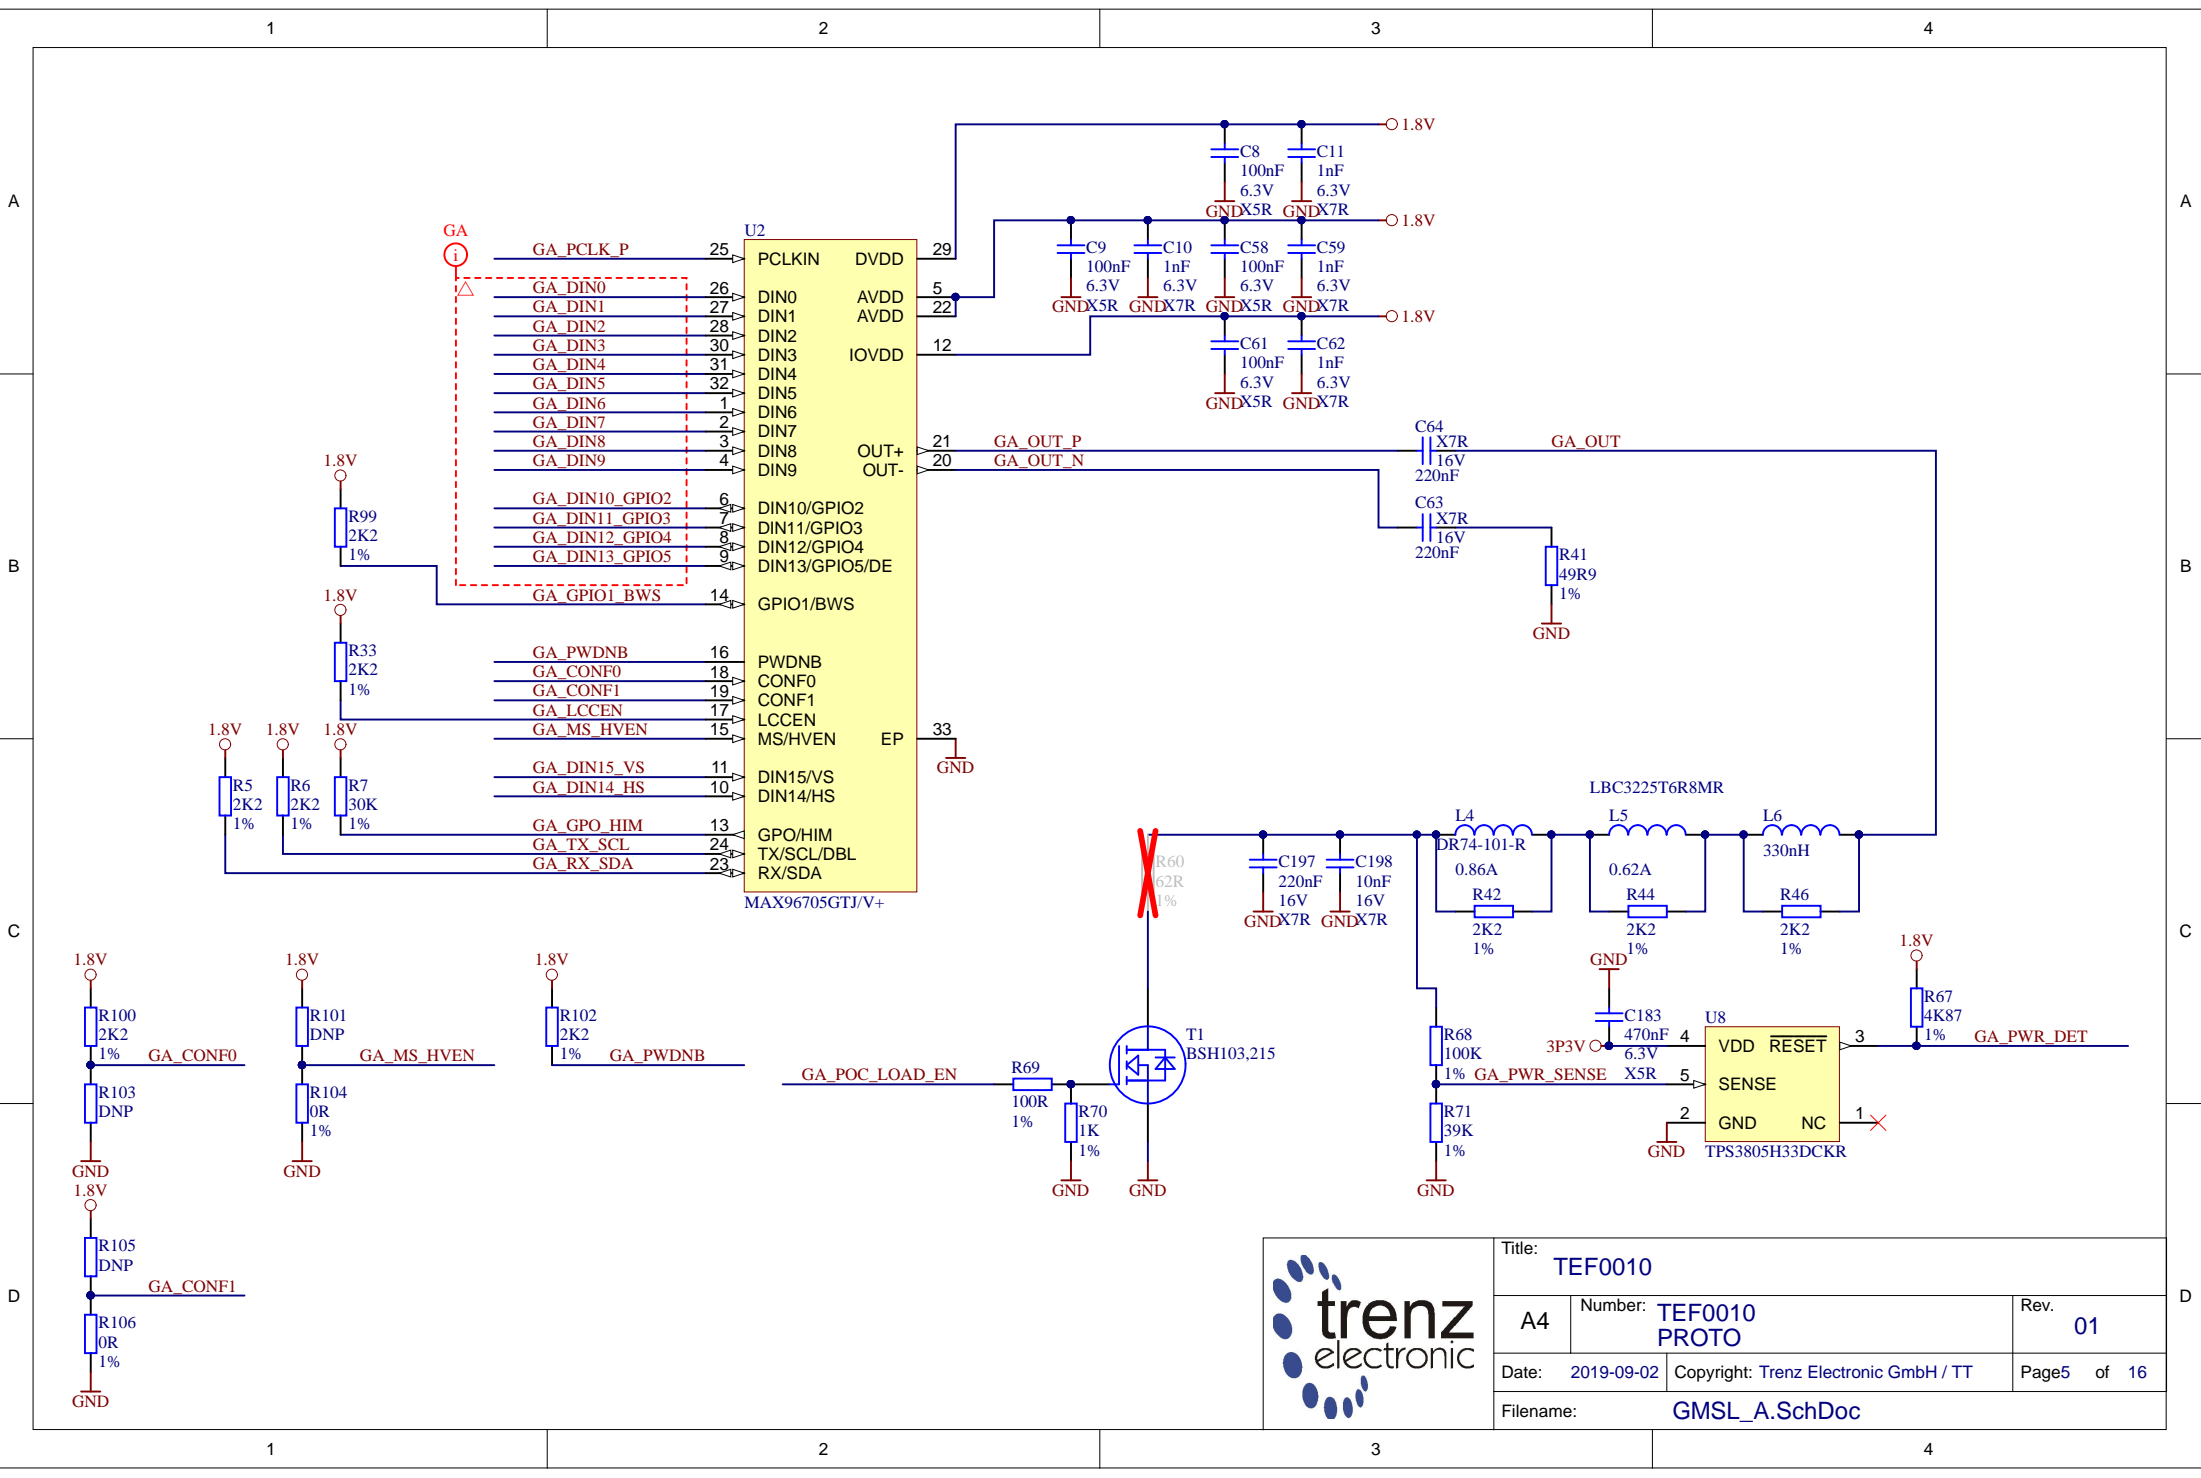 1 2 3 4
A A
B B
C C
D D
1 2 3 4
GA
i
U2
GA_PCLK_P 25 PCLKIN
GA_DIN0 26 DIN0
GA_DIN1 27 DIN1
GA_DIN2 28 DIN2
GA_DIN3 30 DIN3
GA_DIN4 31 DIN4
GA_DIN5 32 DIN5
GA_DIN6 1 DIN6
GA_DIN7 2 DIN7
GA_DIN8 3 DIN8
GA_DIN9 4 DIN9
GA_DIN10_GPIO2 6 DIN10/GPIO2
GA_DIN11_GPIO3 7 DIN11/GPIO3
GA_DIN12_GPIO4 8 DIN12/GPIO4
GA_DIN13_GPIO5 9 DIN13/GPIO5/DE
GA_GPIO1_BWS 14 GPIO1/BWS
GA_PWDNB 16 PWDNB
GA_CONF0 18 CONF0
GA_CONF1 19 CONF1
GA_LCCEN 17 LCCEN
GA_MS_HVEN 15 MS/HVEN
GA_DIN15_VS 11 DIN15/VS
GA_DIN14_HS 10 DIN14/HS
GA_GPO_HIM 13 GPO/HIM
GA_TX_SCL 24 TX/SCL/DBL
GA_RX_SDA 23 RX/SDA
MAX96705GTJ/V+
DVDD 29
AVDD 5
AVDD 22
IOVDD 12
OUT+ 21 GA_OUT_P
OUT- 20 GA_OUT_N
EP 33
GND
1.8V
C8
100nF
6.3V
GND X5R
C11
1nF
6.3V
GND X7R
1.8V
C9
100nF
6.3V
GND X5R
C10
1nF
6.3V
GND X7R
C58
100nF
6.3V
GND X5R
C59
1nF
6.3V
GND X7R
1.8V
C61
100nF
6.3V
GND X5R
C62
1nF
6.3V
GND X7R
C64
X7R
16V
220nF
GA_OUT
C63
X7R
16V
220nF
R41
49R9
1%
GND
1.8V
R99
2K2
1%
1.8V
R33
2K2
1%
1.8V
R5
2K2
1%
1.8V
R6
2K2
1%
1.8V
R7
30K
1%
R60
62R
1%
C197
220nF
16V
GND X7R
C198
10nF
16V
GND X7R
L4
DR74-101-R
0.86A
R42
2K2
1%
LBC3225T6R8MR
L5
0.62A
R44
2K2
1%
L6
330nH
R46
2K2
1%
1.8V
R100
2K2
1%
GA_CONF0
R103
DNP
GND
1.8V
R101
DNP
GA_MS_HVEN
R104
0R
1%
GND
1.8V
R102
2K2
1%
GA_PWDNB
1.8V
R105
DNP
GA_CONF1
R106
0R
1%
GND
GA_POC_LOAD_EN
R69
100R
1%
R70
1K
1%
GND
T1
BSH103,215
GND
R68
100K
1%
GA_PWR_SENSE
R71
39K
1%
GND
GND
C183
470nF
6.3V
X5R
3P3V
U8
4 VDD
5 SENSE
2 GND
RESET 3
NC 1
GND
TPS3805H33DCKR
1.8V
R67
4K87
1%
GA_PWR_DET
trenz
electronic
Title:
TEF0010
A4
Number: TEF0010
PROTO
Rev.
01
Date: 2019-09-02
Copyright: Trenz Electronic GmbH / TT
Page5 of 16
Filename: GMSL_A.SchDoc